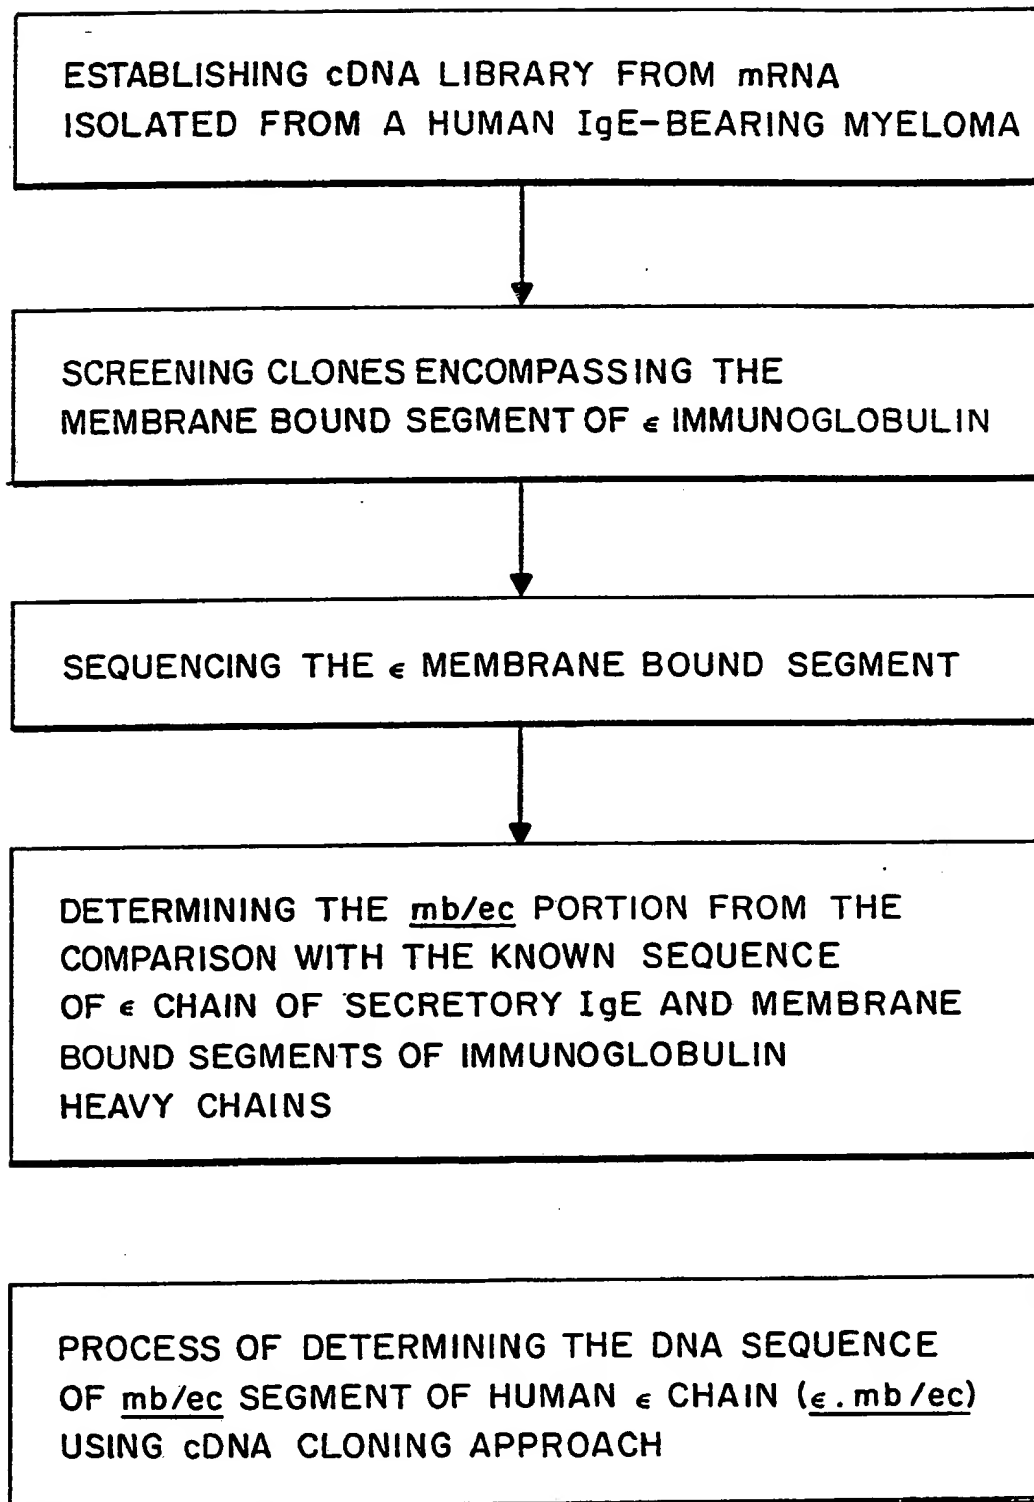 ESTABLISHING cDNA LIBRARY FROM mRNA
ISOLATED FROM A HUMAN IgE-BEARING MYELOMA
SCREENING CLONES ENCOMPASSING THE
MEMBRANE BOUND SEGMENT OF ϵ IMMUNOGLOBULIN
SEQUENCING THE ϵ MEMBRANE BOUND SEGMENT
DETERMINING THE mb/ec PORTION FROM THE
COMPARISON WITH THE KNOWN SEQUENCE
OF ϵ CHAIN OF SECRETORY IgE AND MEMBRANE
BOUND SEGMENTS OF IMMUNOGLOBULIN
HEAVY CHAINS
PROCESS OF DETERMINING THE DNA SEQUENCE
OF mb/ec SEGMENT OF HUMAN ϵ CHAIN (ϵ.mb/ec)
USING cDNA CLONING APPROACH